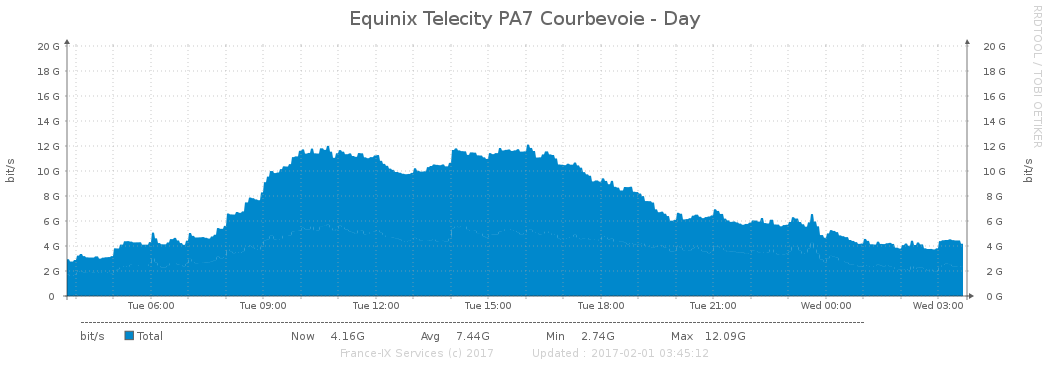 Equinix Telecity PA7 Courbevoie - Day
RRDTOOL / TOBI OETIKER
bit/s
20 G 20 G
18 G 18 G
16 G 16 G
14 G 14 G
12 G 12 G
10 G 10 G
8 G 8 G
6 G 6 G
4 G 4 G
2 G 2 G
0 0 G
bit/s
Tue 06:00 Tue 09:00 Tue 12:00 Tue 15:00 Tue 18:00 Tue 21:00 Wed 00:00 Wed 03:00
bit/s Total Now 4.16G Avg 7.44G Min 2.74G Max 12.09G
France-IX Services (c) 2017 Updated : 2017-02-01 03:45:12